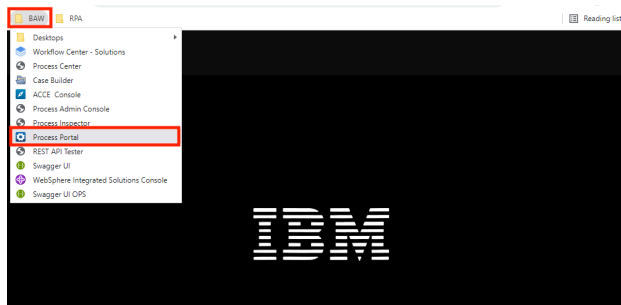 BAW RPA Reading list
Desktops
Workflow Center - Solutions
Process Center
Case Builder
ACCE Console
Process Admin Console
Process Inspector
Process Portal
REST API Tester
Swagger UI
WebSphere Integrated Solutions Console
Swagger UI OPS
IBM